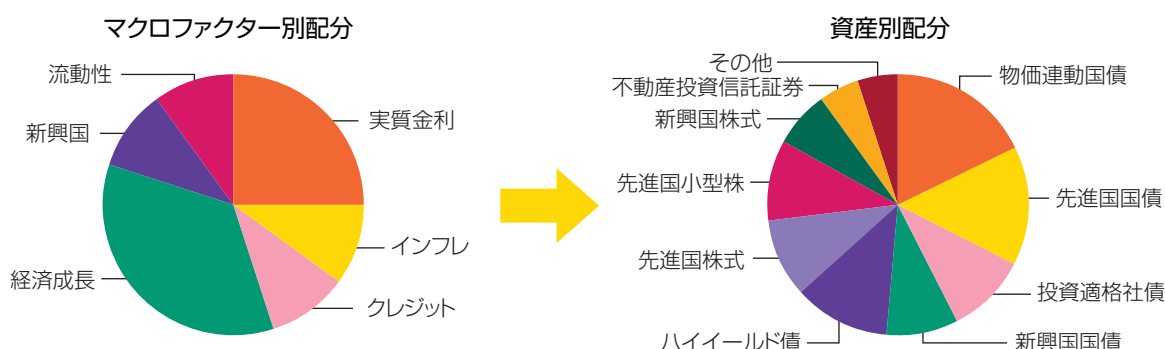 マクロファクター別配分
流動性
新興国
経済成長
実質金利
インフレ
クレジット
資産別配分
その他
不動産投資信託証券
新興国株式
先進国小型株
先進国株式
ハイイールド債
物価連動国債
先進国国債
投資適格社債
新興国国債